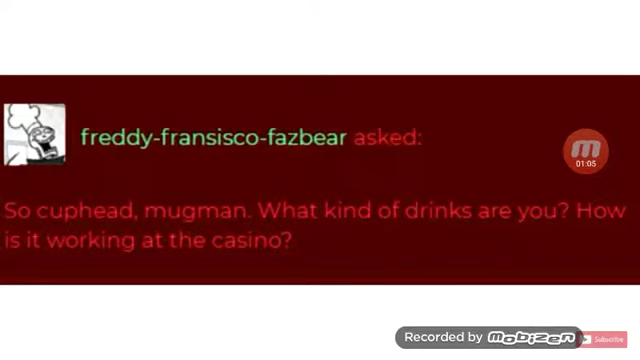 freddy-fransisco-fazbear asked:
01:05
So cuphead, mugman. What kind of drinks are you? How
is it working at the casino?
Recorded by MOBIZEN
Subscribe